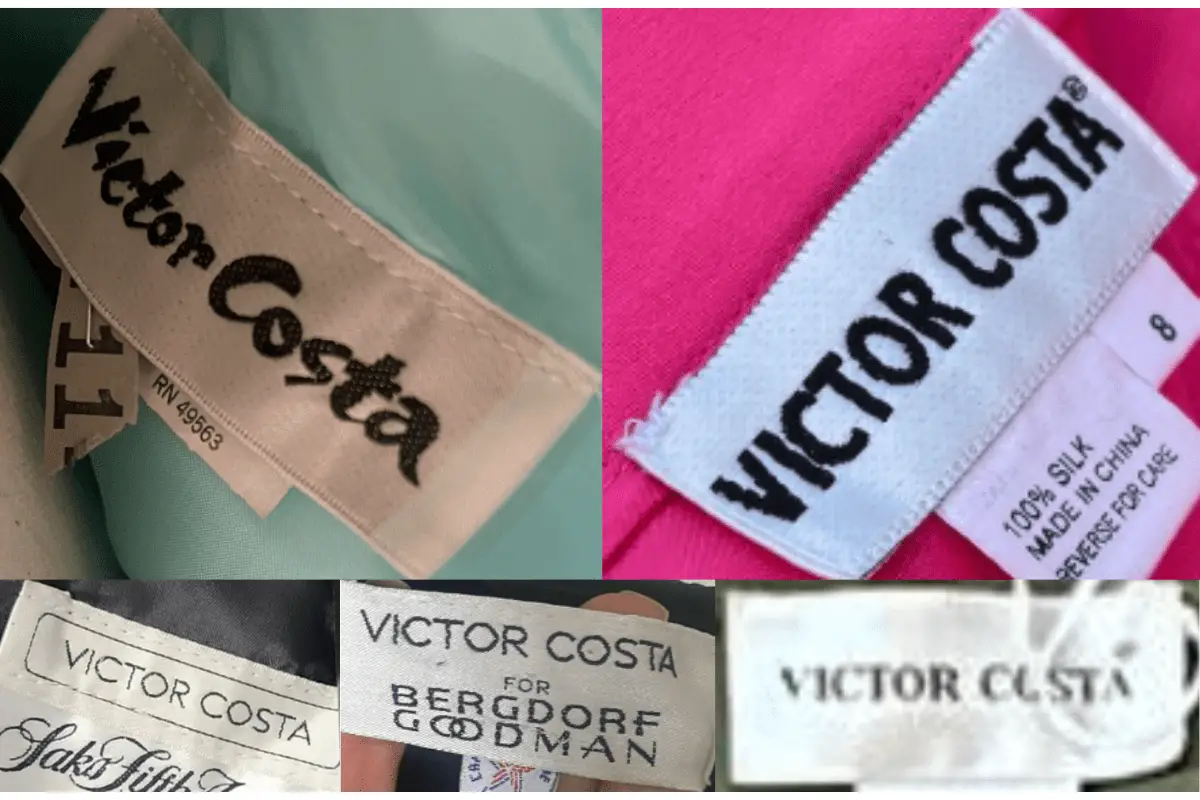 Victor Costa
11
RN 49563
VICTOR COSTA®
8
100% SILK
MADE IN CHINA
REVERSE FOR CARE
VICTOR COSTA
Saks Fifth
VICTOR COSTA
FOR
BERGDORF
GOODMAN
VICTOR COSTA